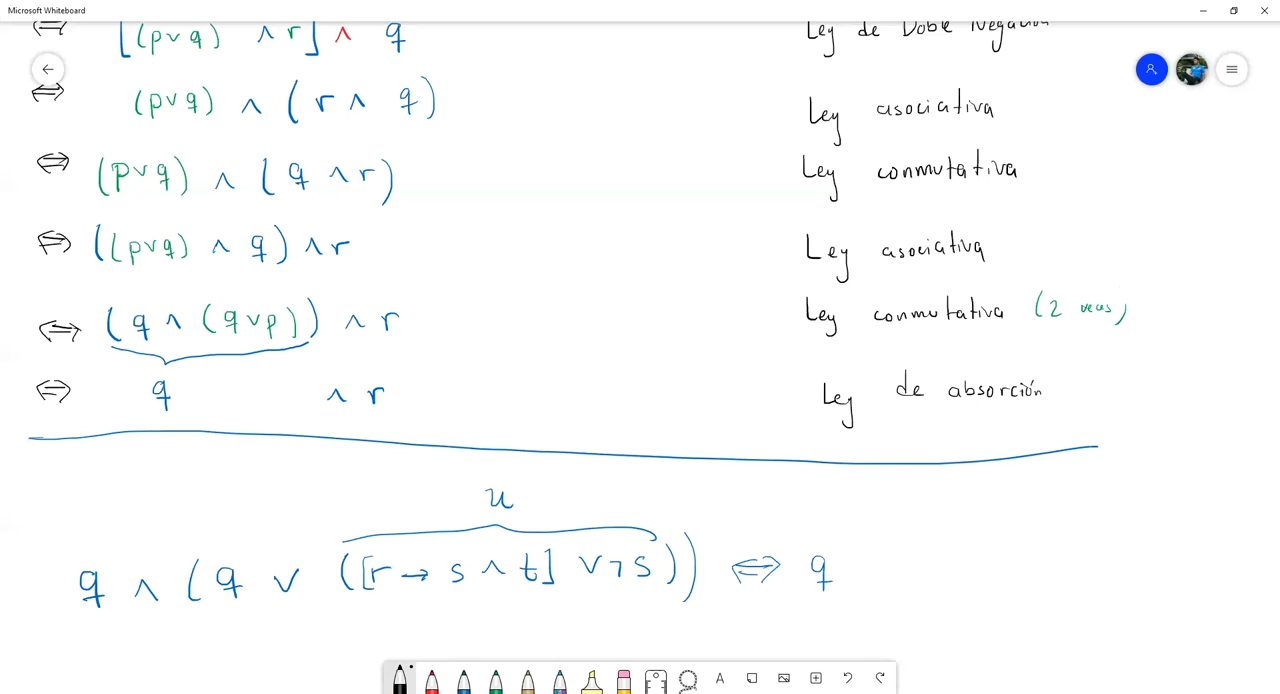 Microsoft Whiteboard
⇔ [(p∨q) ∧ r] ∧ q Ley de Doble Negación
⇔ (p∨q) ∧ (r ∧ q) Ley asociativa
⇔ (p∨q) ∧ (q ∧ r) Ley conmutativa
⇔ ((p∨q) ∧ q) ∧ r Ley asociativa
⇔ (q ∧ (q∨p)) ∧ r Ley conmutativa (2 veces)
⇔ q ∧ r Ley de absorción
u
q ∧ (q ∨ ([r → s ∧ t] ∨ ¬s)) ⇔ q
A